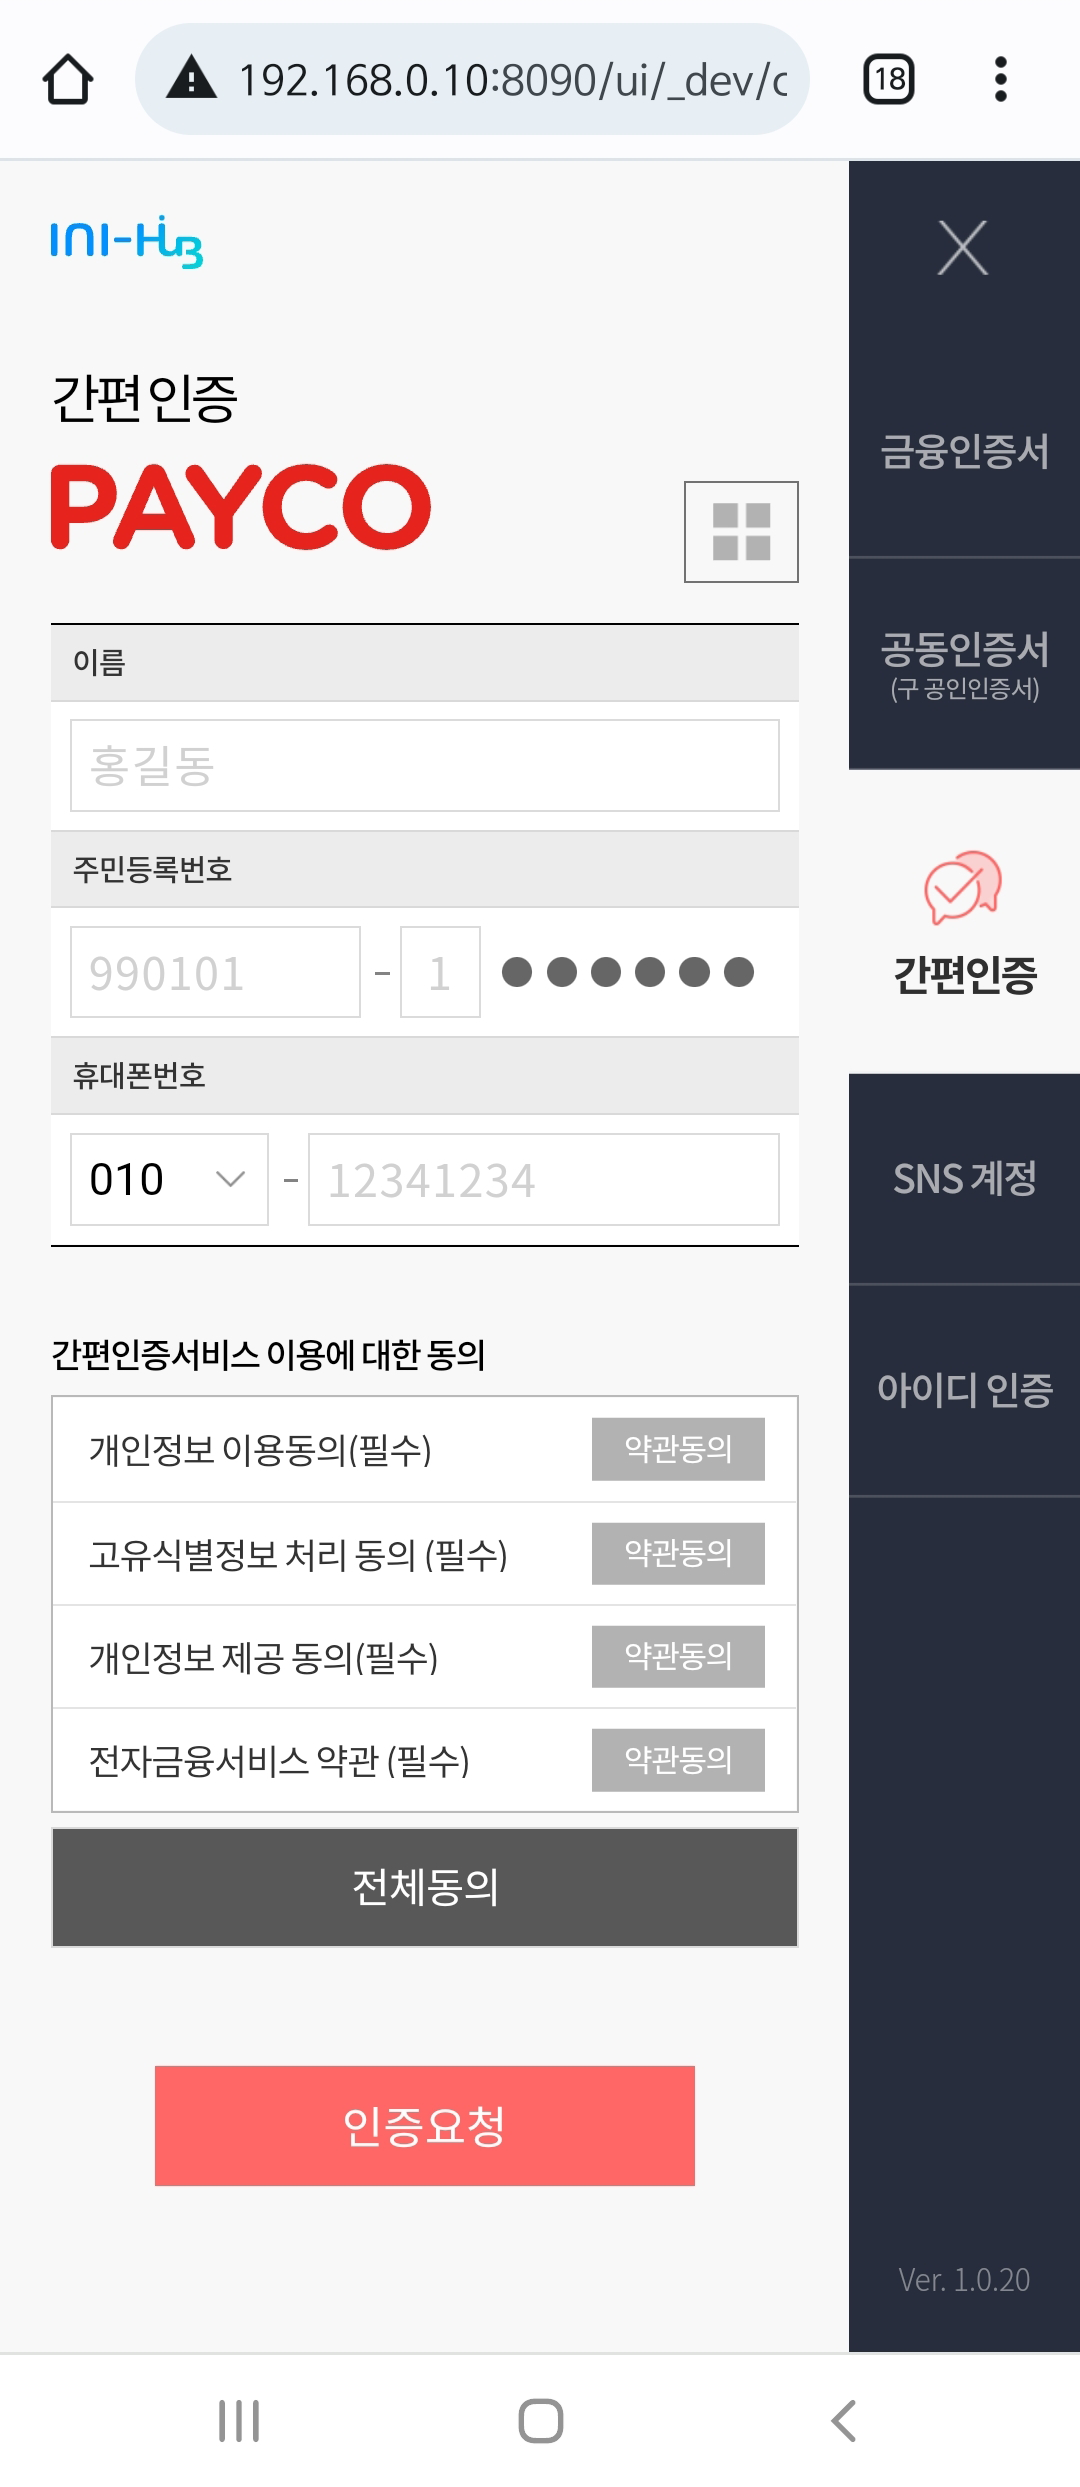 192.168.0.10:8090/ui/_dev/c
18
INI-HUB
간편 인증
PAYCO
이름
홍길동
주민등록번호
990101 - 1 ●●●●●●
휴대폰번호
010 - 12341234
간편인증서비스 이용에 대한 동의
개인정보 이용동의(필수) 약관동의
고유식별정보 처리 동의 (필수) 약관동의
개인정보 제공 동의(필수) 약관동의
전자금융서비스 약관 (필수) 약관동의
전체동의
인증요청
금융인증서
공동인증서
(구 공인인증서)
간편인증
SNS 계정
아이디 인증
Ver. 1.0.20